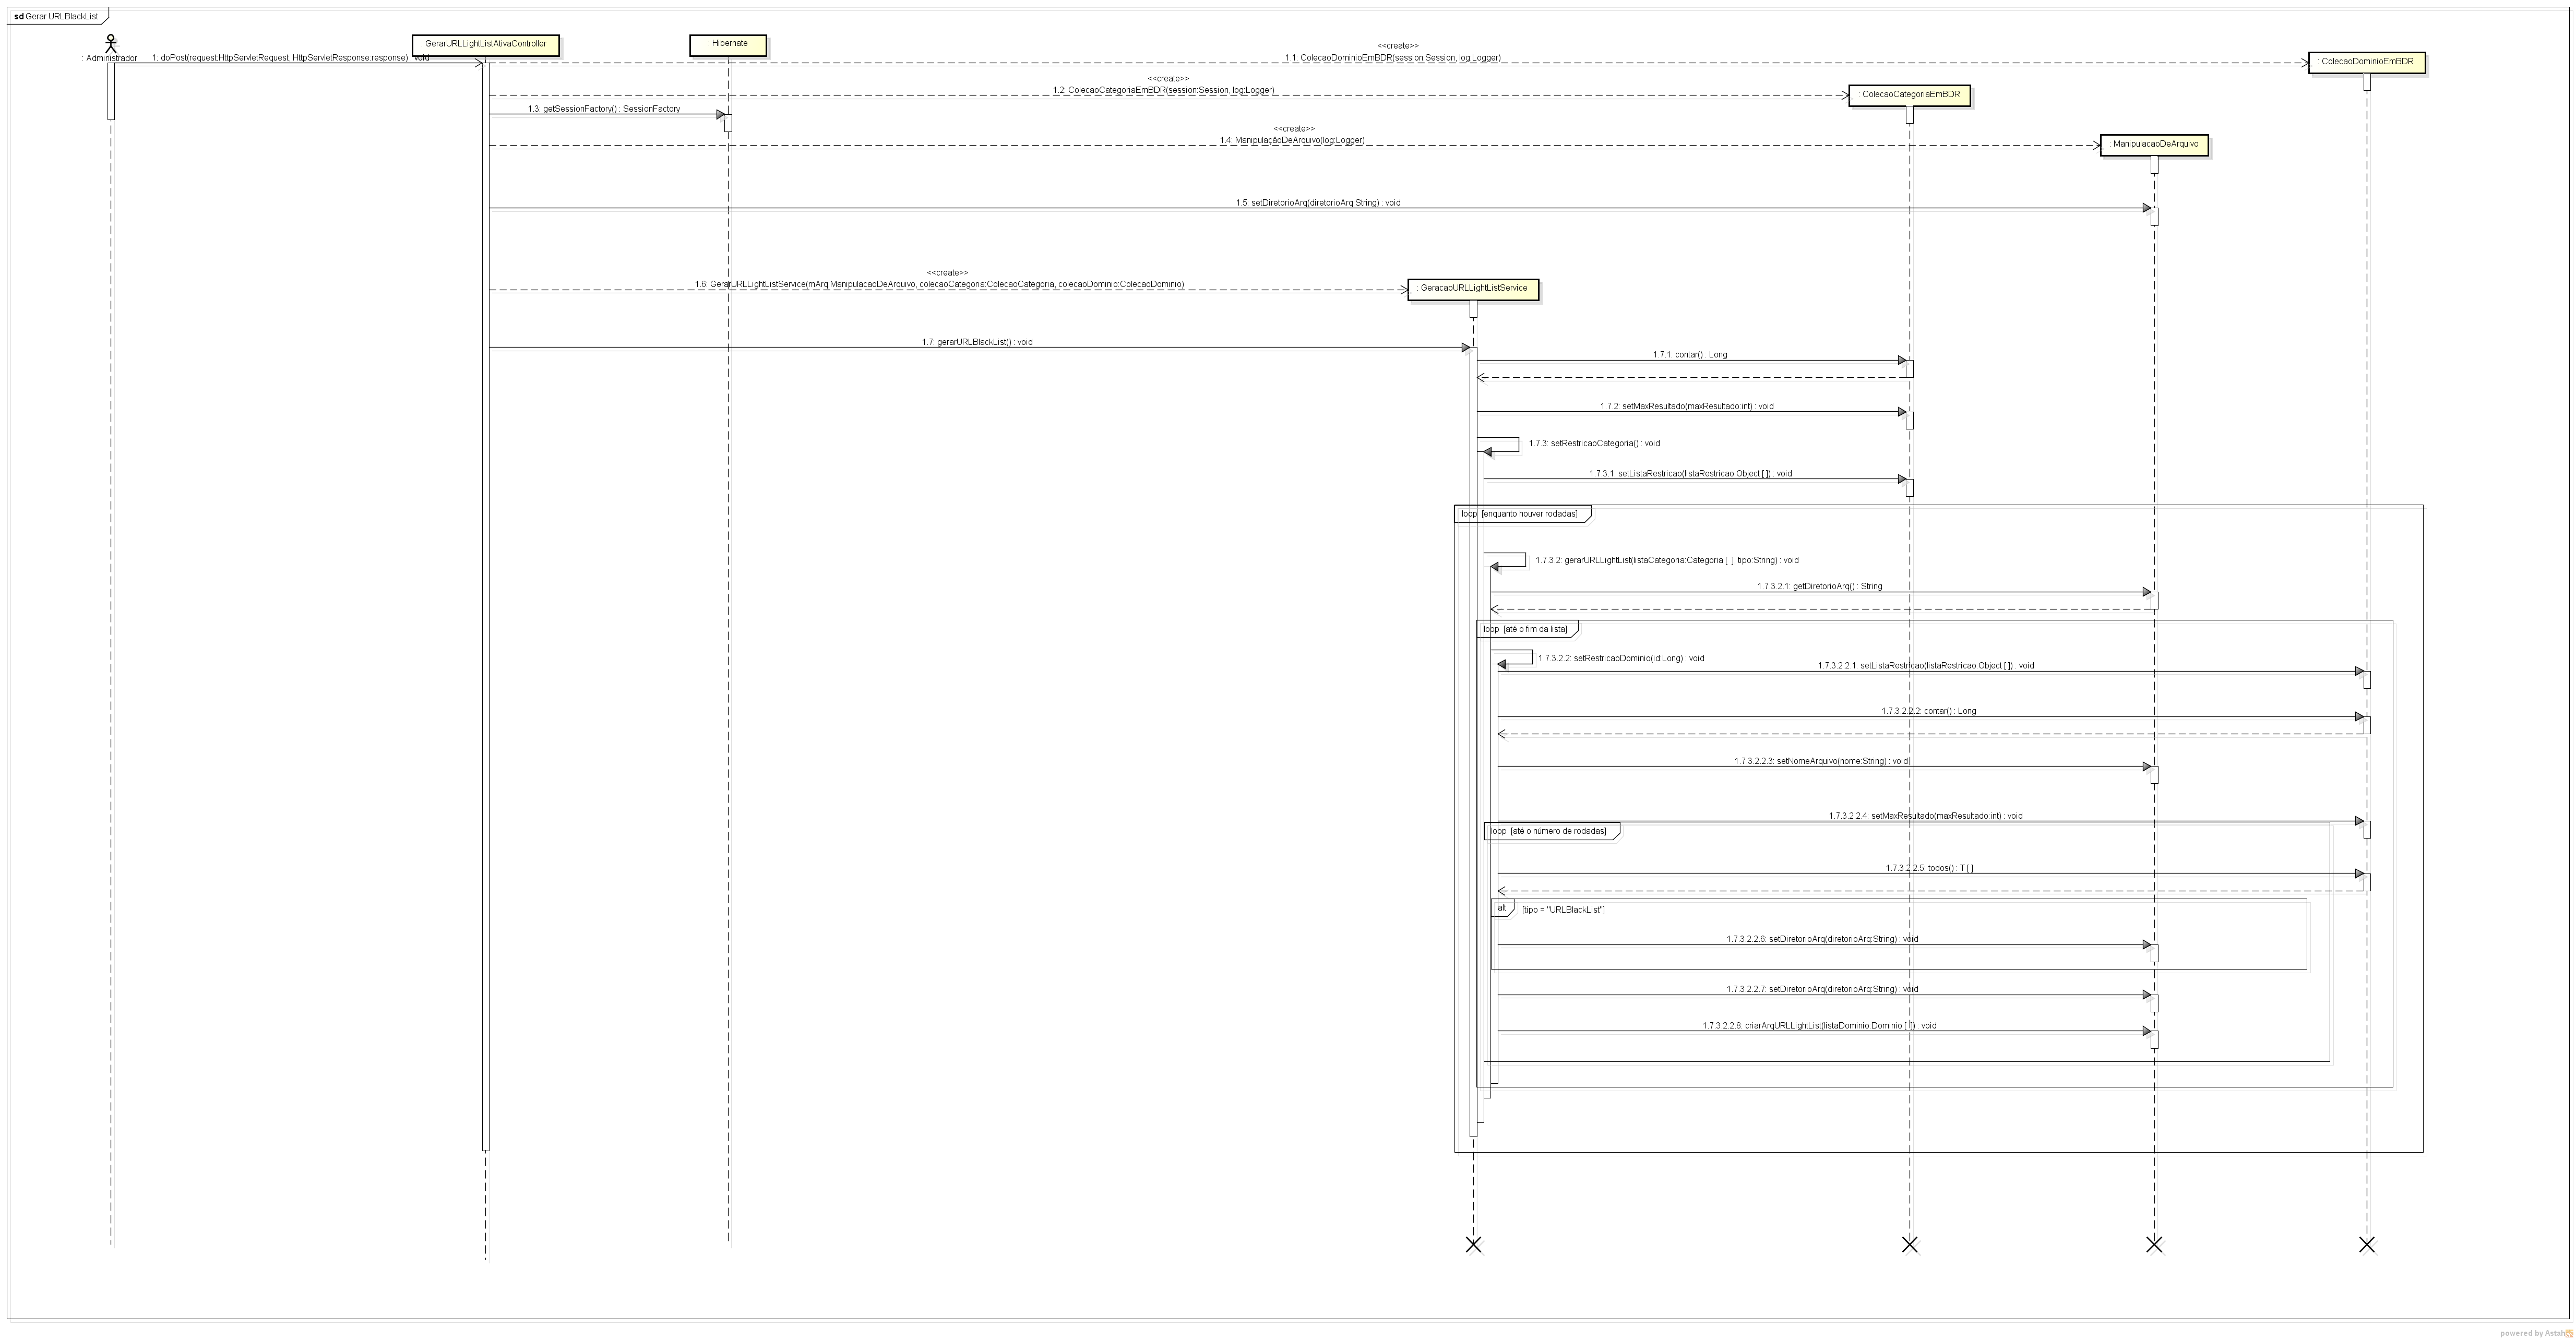 sd Gerar URLBlackList
: Administrador
: GerarURLLightListAtivaController
: Hibernate
: ColecaoDominioEmBDR
1: doPost(request:HttpServletRequest, HttpServletResponse:response) : void
<<create>>
1.1: ColecaoDominioEmBDR(session:Session, log:Logger)
<<create>>
1.2: ColecaoCategoriaEmBDR(session:Session, log:Logger)
: ColecaoCategoriaEmBDR
1.3: getSessionFactory() : SessionFactory
<<create>>
1.4: ManipulaçãoDeArquivo(log:Logger)
: ManipulacaoDeArquivo
1.5: setDiretorioArq(diretorioArq:String) : void
<<create>>
1.6: GerarURLLightListService(mArq:ManipulacaoDeArquivo, colecaoCategoria:ColecaoCategoria, colecaoDominio:ColecaoDominio)
: GeracaoURLLightListService
1.7: gerarURLBlackList() : void
1.7.1: contar() : Long
1.7.2: setMaxResultado(maxResultado:int) : void
1.7.3: setRestricaoCategoria() : void
1.7.3.1: setListaRestricao(listaRestricao:Object [ ]) : void
loop [enquanto houver rodadas]
1.7.3.2: gerarURLLightList(listaCategoria:Categoria [ ], tipo:String) : void
1.7.3.2.1: getDiretorioArq() : String
loop [até o fim da lista]
1.7.3.2.2: setRestricaoDominio(id:Long) : void
1.7.3.2.2.1: setListaRestricao(listaRestricao:Object [ ]) : void
1.7.3.2.2.2: contar() : Long
1.7.3.2.2.3: setNomeArquivo(nome:String) : void
1.7.3.2.2.4: setMaxResultado(maxResultado:int) : void
loop [até o número de rodadas]
1.7.3.2.2.5: todos() : T [ ]
alt [tipo = "URLBlackList"]
1.7.3.2.2.6: setDiretorioArq(diretorioArq:String) : void
1.7.3.2.2.7: setDiretorioArq(diretorioArq:String) : void
1.7.3.2.2.8: criarArqURLLightList(listaDominio:Dominio [ ]) : void
powered by Astah